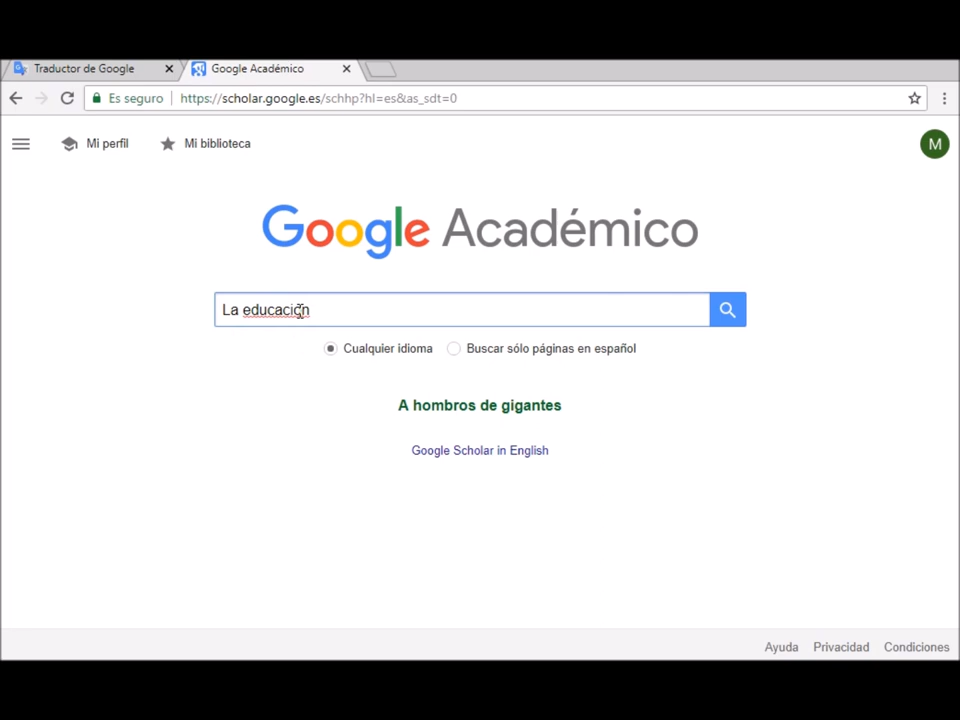 Traductor de Google
Google Académico
Es seguro
https://scholar.google.es/schhp?hl=es&as_sdt=0
Mi perfil
Mi biblioteca
M
Google Académico
La educación
Cualquier idioma
Buscar sólo páginas en español
A hombros de gigantes
Google Scholar in English
Ayuda
Privacidad
Condiciones